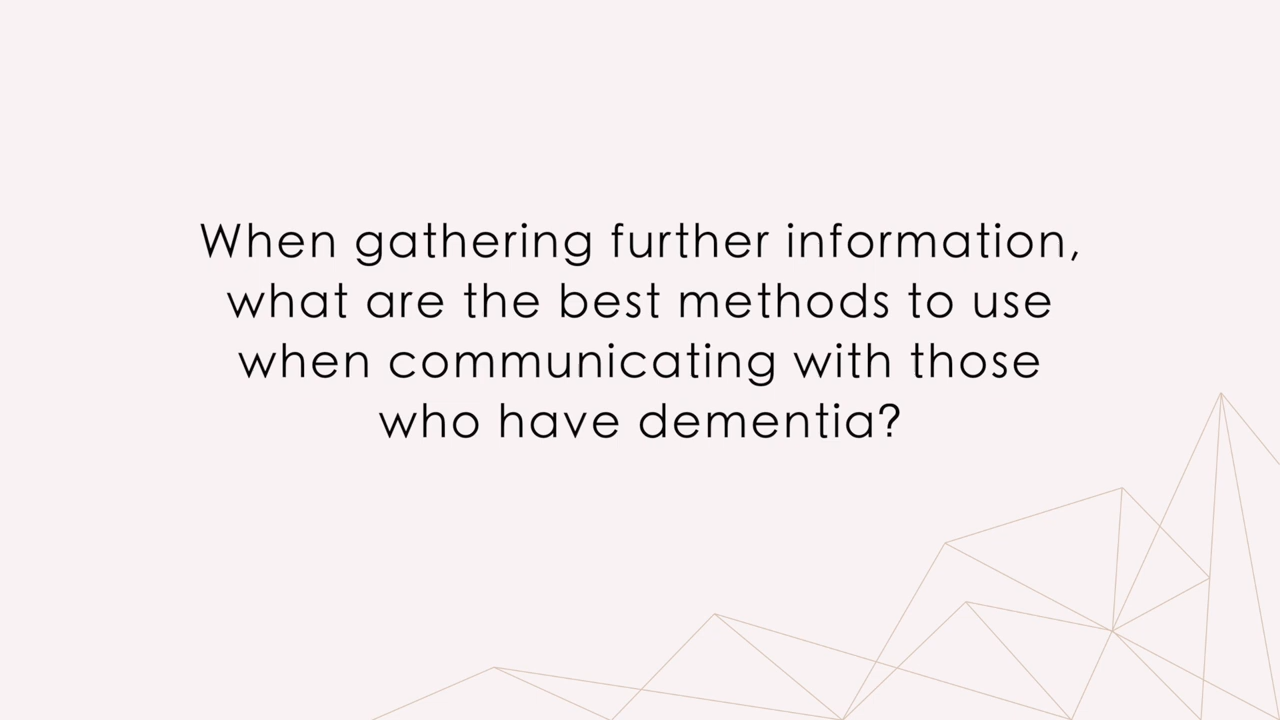 When gathering further information,
what are the best methods to use
when communicating with those
who have dementia?